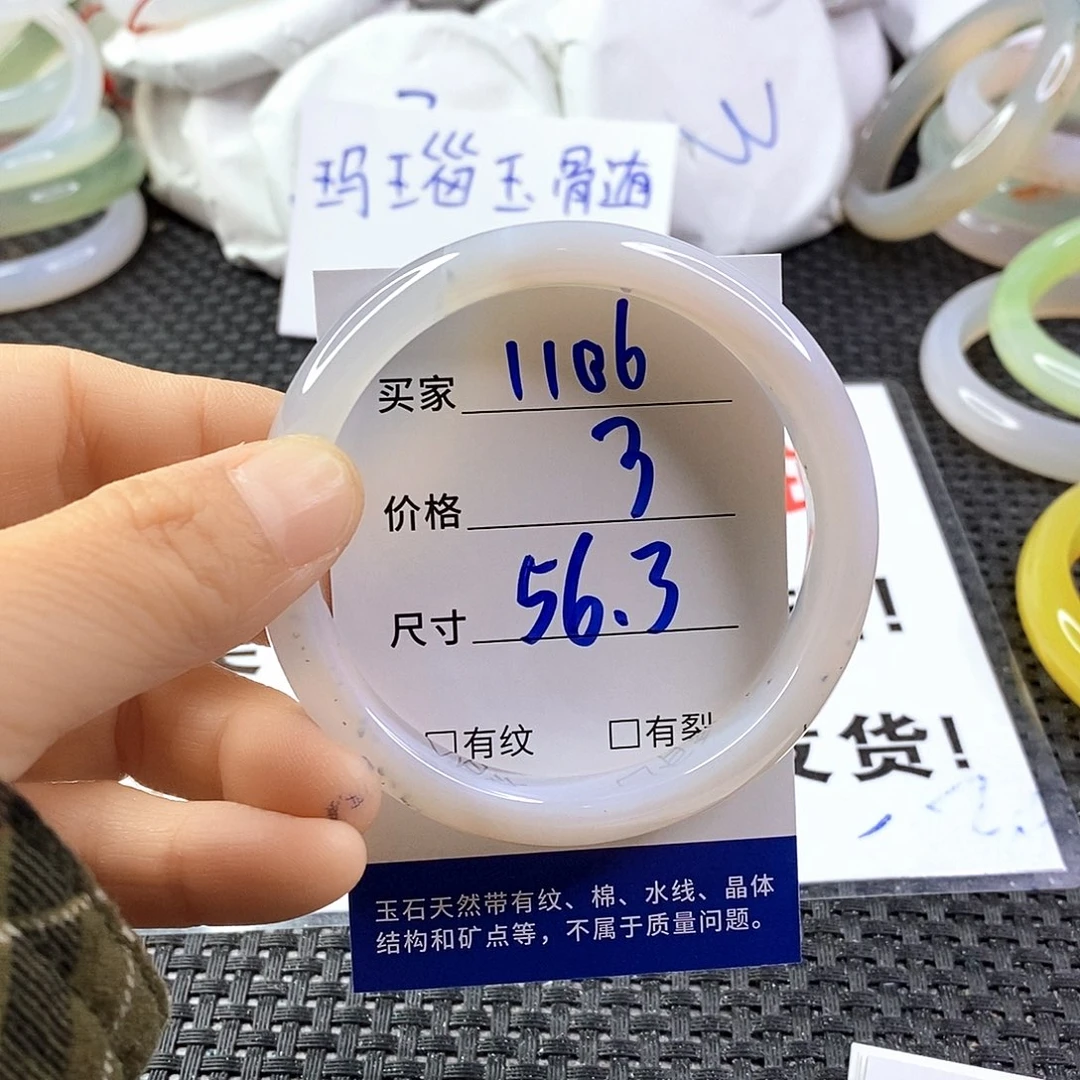 玛瑙玉骨髓
买家 1106
价格 3
尺寸 56.3
□有纹 □有裂
货!
玉石天然带有纹、棉、水线、晶体
结构和矿点等，不属于质量问题。